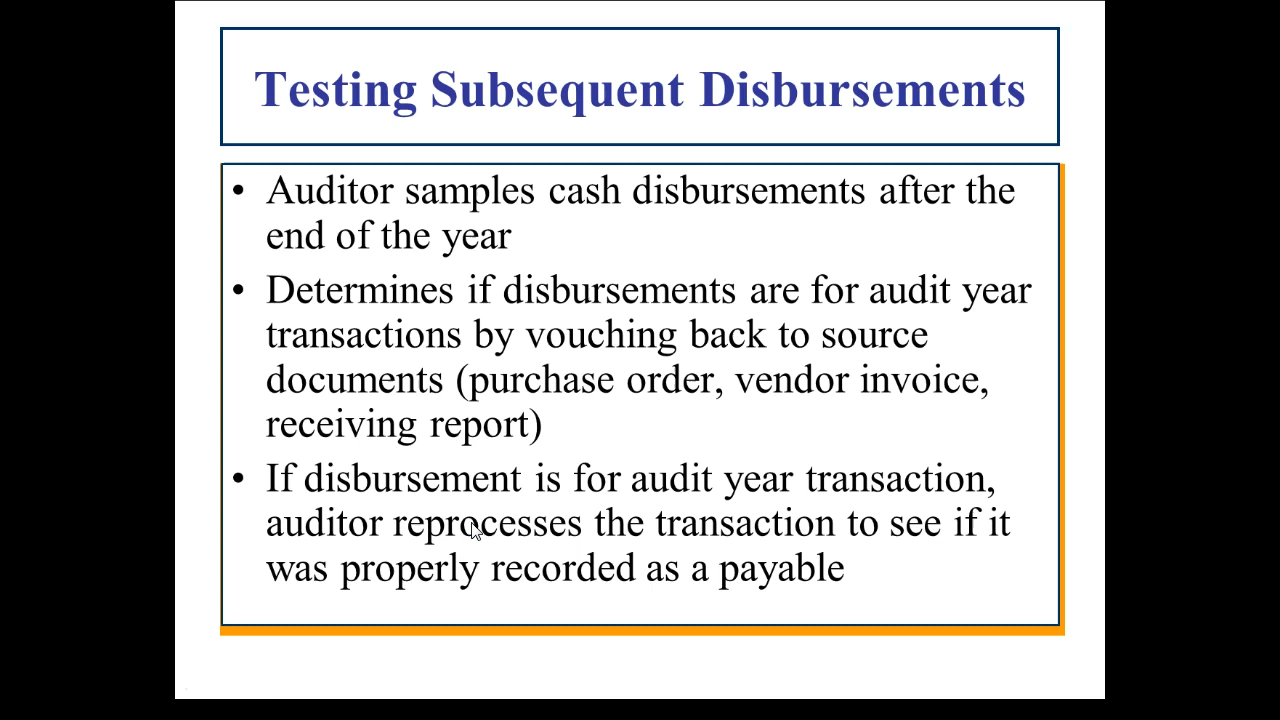 Testing Subsequent Disbursements
• Auditor samples cash disbursements after the
end of the year
• Determines if disbursements are for audit year
transactions by vouching back to source
documents (purchase order, vendor invoice,
receiving report)
• If disbursement is for audit year transaction,
auditor reprocesses the transaction to see if it
was properly recorded as a payable